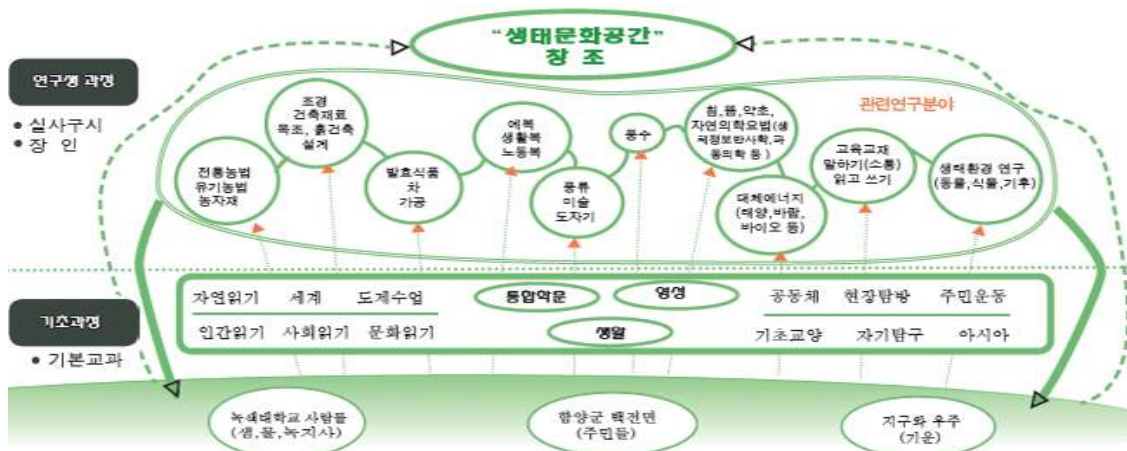 “생태문화공간”
창 조
연구생 과정
• 실사구시
• 장 인
관련연구분야
전통농법
유기농법
농자재
조경
건축재료
목조, 흙건축
설계
발효식품
차
가공
예복
생활복
노동복
풍류
미술
도자기
풍수
침,뜸,약초,
자연의학요법(생
체정보반사학,파
동의학 등)
대체에너지
(태양,바람,
바이오 등)
교육교재
말하기(소통)
읽고 쓰기
생태환경 연구
(동물,식물,기후)
기초과정
• 기본교과
자연읽기 세계 도제수업
통합학문
영성
공동체 현장탐방 주민운동
인간읽기 사회읽기 문화읽기
생활
기초교양 자기탐구 아시아
녹색대학교 사람들
(샘,물,녹지사)
함양군 백전면
(주민들)
지구와 우주
(기운)